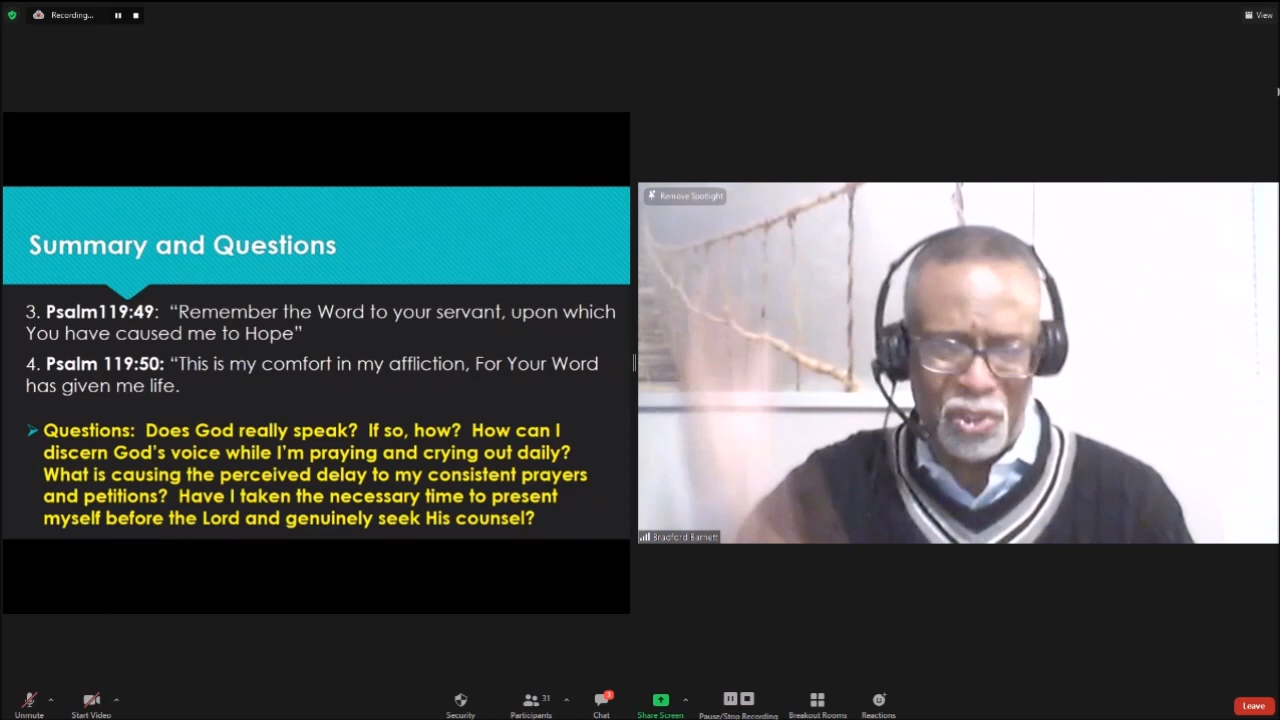 Recording...
View
Summary and Questions
3. Psalm119:49: “Remember the Word to your servant, upon which
You have caused me to Hope”
4. Psalm 119:50: “This is my comfort in my affliction, For Your Word
has given me life.
Questions: Does God really speak? If so, how? How can I
discern God’s voice while I’m praying and crying out daily?
What is causing the perceived delay to my consistent prayers
and petitions? Have I taken the necessary time to present
myself before the Lord and genuinely seek His counsel?
Remove Spotlight
Bradford Barnett
Unmute
Start Video
Security
31
Participants
3
Chat
Share Screen
Pause/Stop Recording
Breakout Rooms
Reactions
Leave